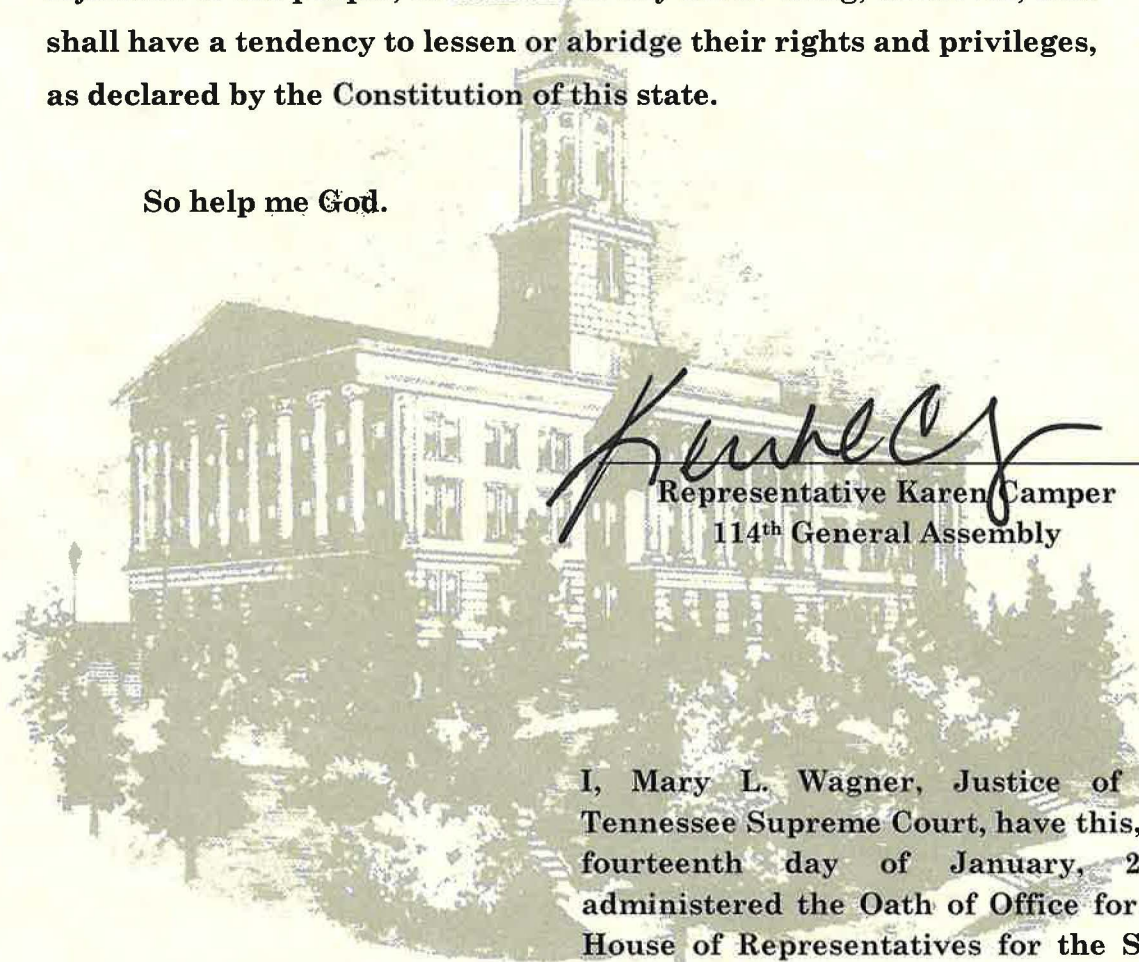 shall have a tendency to lessen or abridge their rights and privileges,
as declared by the Constitution of this state.
So help me God.
Representative Karen Camper
114th General Assembly
I, Mary L. Wagner, Justice of
Tennessee Supreme Court, have this,
fourteenth day of January, 2
administered the Oath of Office for
House of Representatives for the S